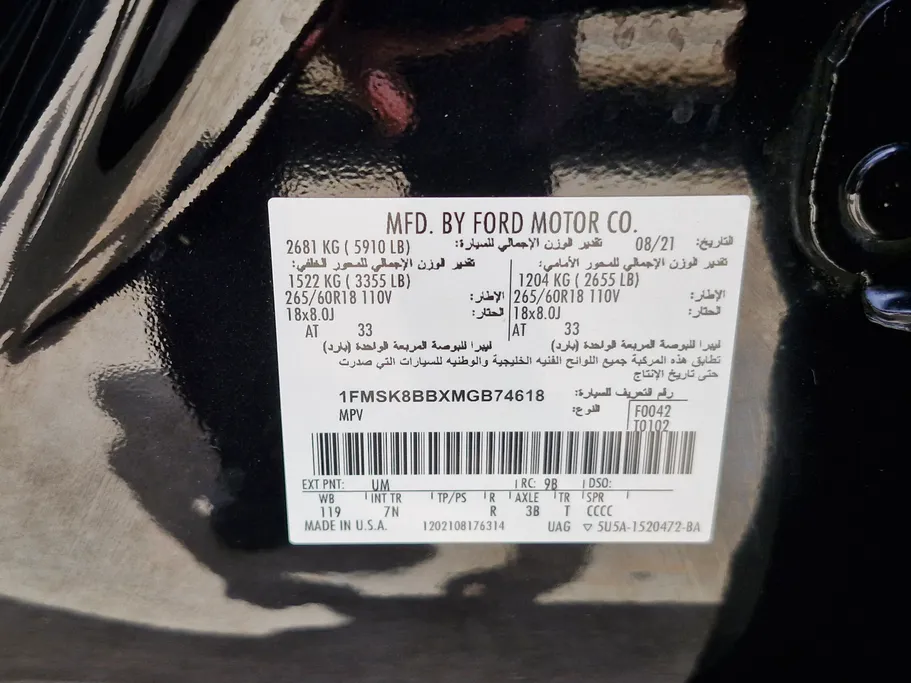 MFD. BY FORD MOTOR CO.
التاريخ: 08/21 تقدير الوزن الإجمالي للسيارة: 2681 KG ( 5910 LB)
تقدير الوزن الإجمالي للمحور الأمامي: تقدير الوزن الإجمالي للمحور الخلفي:
1204 KG ( 2655 LB) 1522 KG ( 3355 LB)
الإطار: 265/60R18 110V الإطار: 265/60R18 110V
الحتار: 18x8.0J الحتار: 18x8.0J
AT 33 AT 33
ليبرا للبوصة المربعة الواحدة (بارد) ليبرا للبوصة المربعة الواحدة (بارد)
تطابق هذه المركبة جميع اللوائح الفنيه الخليجية والوطنيه للسيارات التي صدرت
حتى تاريخ الإنتاج
رقم التعريف للسيارة: 1FMSK8BBXMGB74618
النوع: MPV
F0042
T0102
EXT PNT: UM RC: 9B DSO:
WB INT TR TP/PS R AXLE TR SPR
119 7N R 3B T CCCC
MADE IN U.S.A. 1202108176314 UAG ▽ 5U5A-1520472-BA